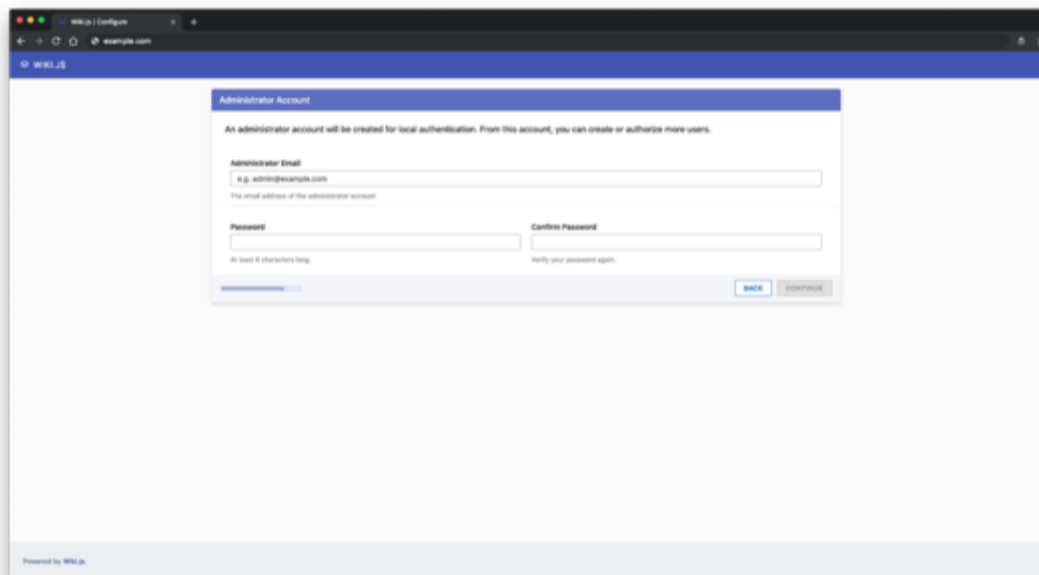 Wiki.js | Configure
example.com
WIKI.JS
Administrator Account
An administrator account will be created for local authentication. From this account, you can create or authorize more users.
Administrator Email
e.g. admin@example.com
The email address of the administrator account
Password
Confirm Password
At least 8 characters long.
Verify your password again.
BACK
CONTINUE
Powered by Wiki.js.